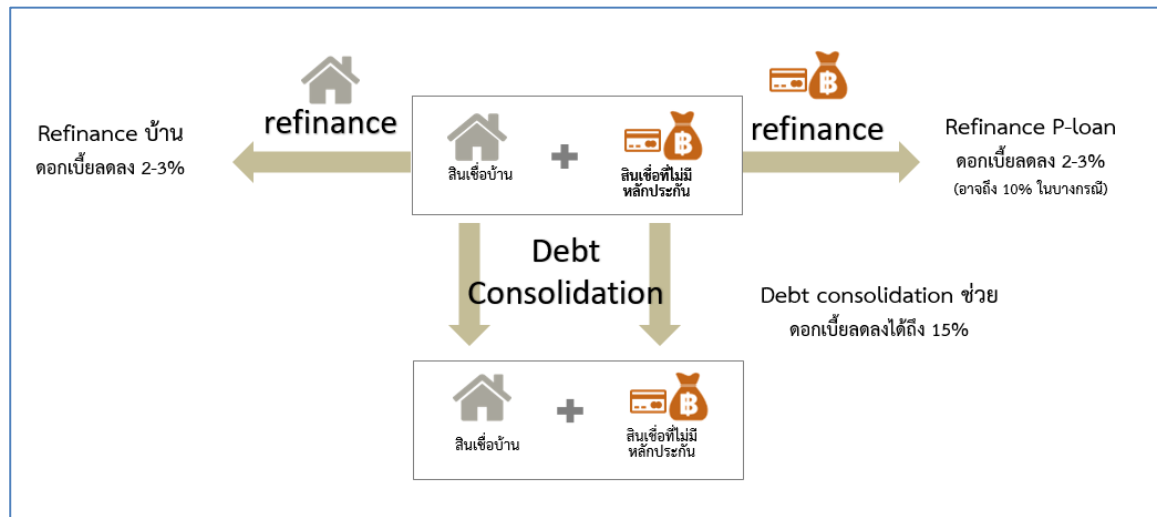 refinance
refinance
Refinance บ้าน
ดอกเบี้ยลดลง 2-3%
สินเชื่อบ้าน
สินเชื่อที่ไม่มี
หลักประกัน
Refinance P-loan
ดอกเบี้ยลดลง 2-3%
(อาจถึง 10% ในบางกรณี)
Debt
Consolidation
Debt consolidation ช่วย
ดอกเบี้ยลดลงได้ถึง 15%
สินเชื่อบ้าน
สินเชื่อที่ไม่มี
หลักประกัน